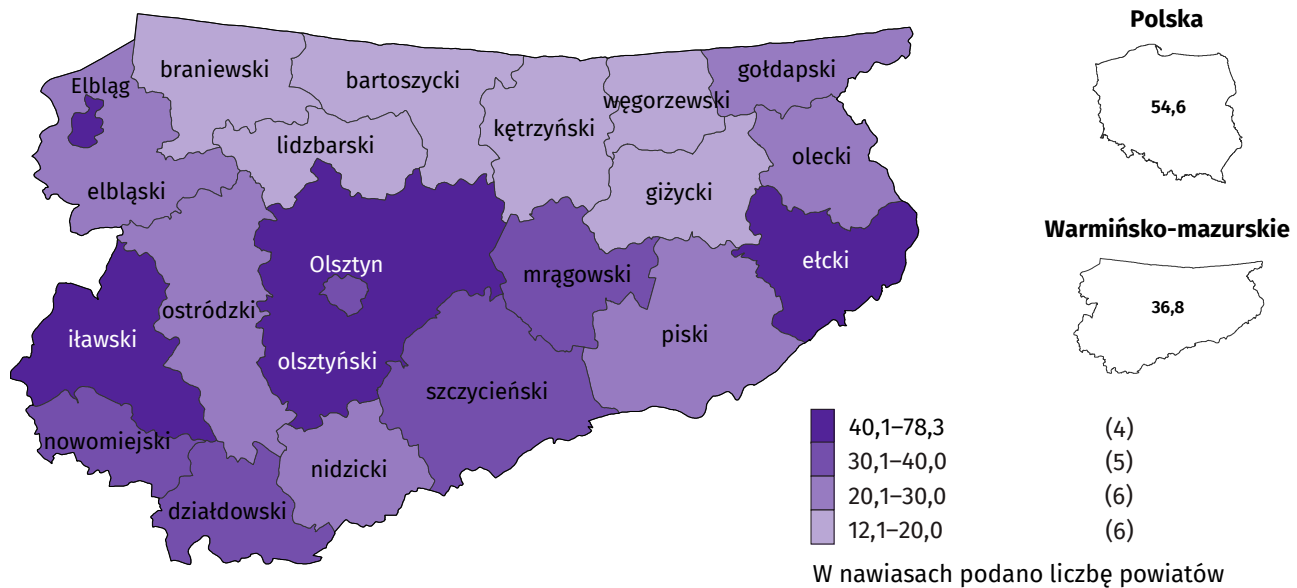 Polska
54,6
Warmińsko-mazurskie
36,8
Elbląg
braniewski
bartoszycki
gołdapski
węgorzewski
kętrzyński
lidzbarski
olecki
elbląski
giżycki
Olsztyn
mrągowski
ełcki
ostródzki
iławski
olsztyński
piski
szczycieński
nowomiejski
nidzicki
działdowski
40,1–78,3 (4)
30,1–40,0 (5)
20,1–30,0 (6)
12,1–20,0 (6)
W nawiasach podano liczbę powiatów